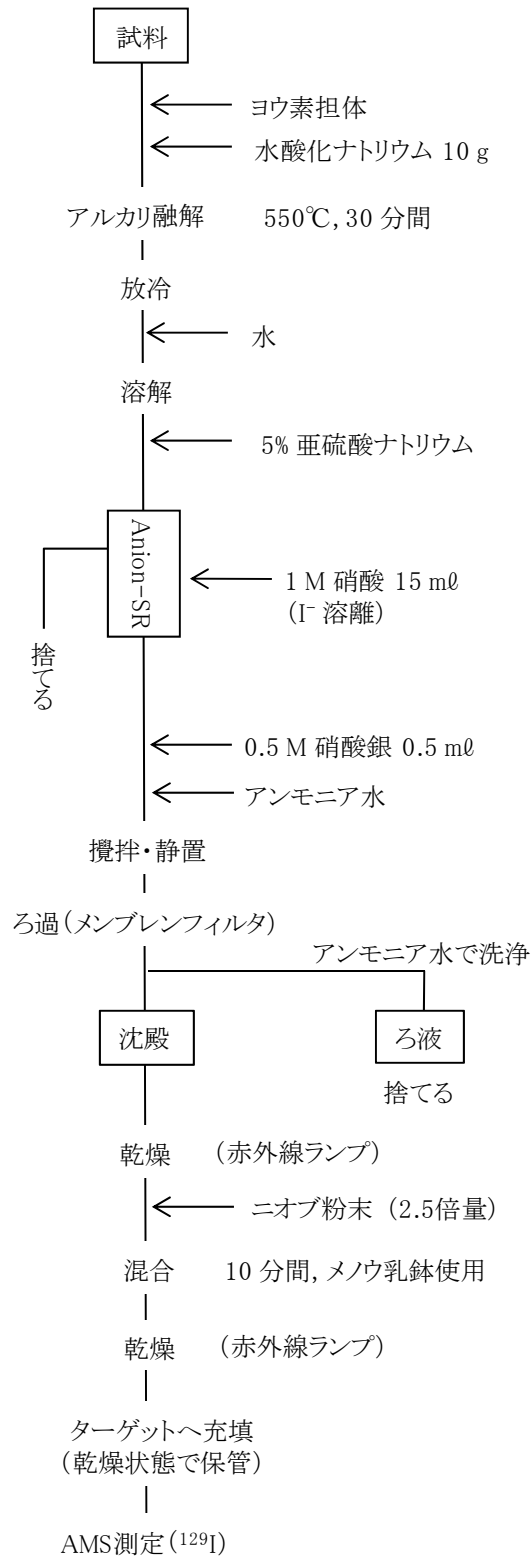 試料
ヨウ素担体
水酸化ナトリウム 10 g
アルカリ融解 550℃, 30 分間
放冷
水
溶解
5% 亜硫酸ナトリウム
Anion-SR
1 M 硝酸 15 mℓ
(I⁻ 溶離)
捨てる
0.5 M 硝酸銀 0.5 mℓ
アンモニア水
攪拌・静置
ろ過(メンブレンフィルタ)
アンモニア水で洗浄
沈殿 ろ液
捨てる
乾燥 (赤外線ランプ)
ニオブ粉末 (2.5倍量)
混合 10 分間, メノウ乳鉢使用
乾燥 (赤外線ランプ)
ターゲットへ充填
(乾燥状態で保管)
AMS測定(¹²⁹I)